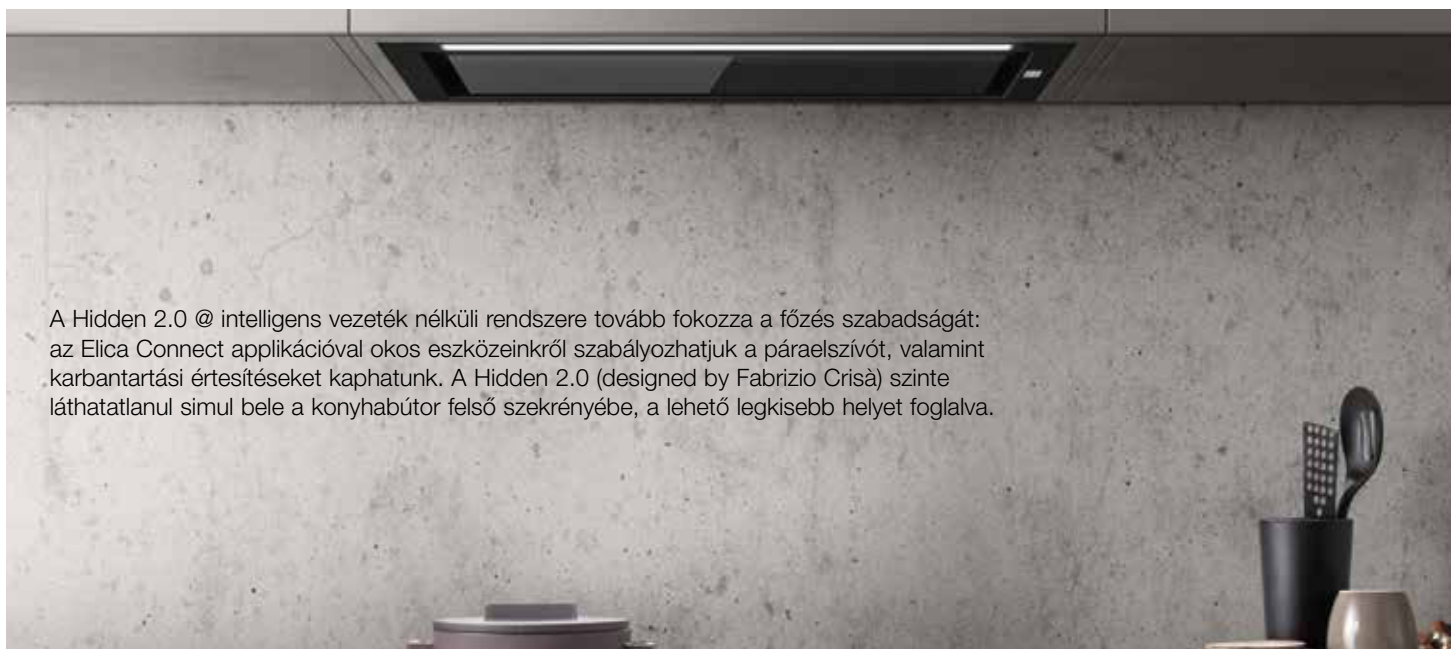 A Hidden 2.0 @ intelligens vezeték nélküli rendszere tovább fokozza a főzés szabadságát:
az Elica Connect applikációval okos eszközeinkről szabályozhatjuk a páraelszívót, valamint
karbantartási értesítéseket kaphatunk. A Hidden 2.0 (designed by Fabrizio Crisà) szinte
láthatatlanul simul bele a konyhabútor felső szekrényébe, a lehető legkisebb helyet foglalva.